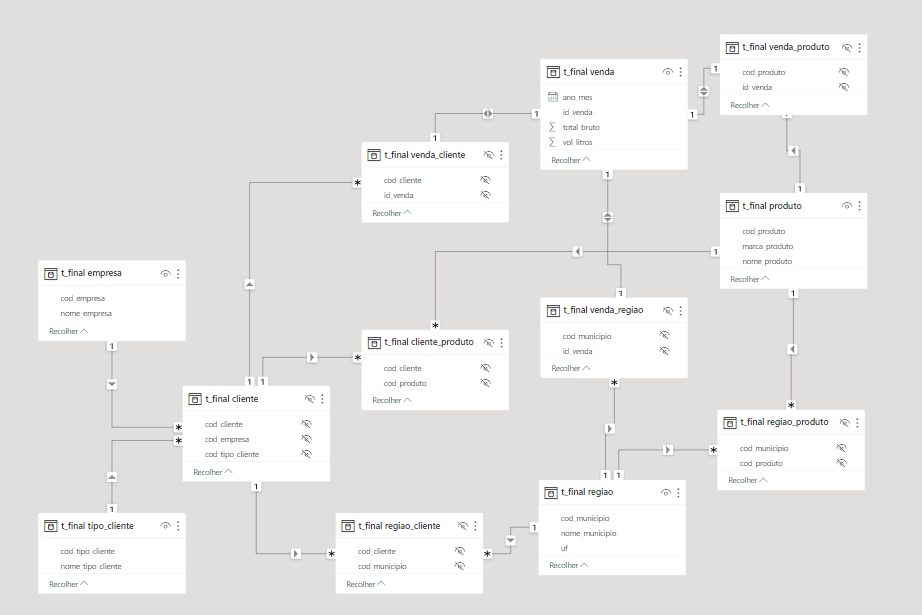 t_final venda_produto
cod_produto
id_venda
Recolher
t_final venda
ano_mes
id_venda
total_bruto
vol_litros
Recolher
1
1
1
1
t_final venda_cliente
cod_cliente
id_venda
Recolher
*
1
1
t_final produto
cod_produto
marca_produto
nome_produto
Recolher
1
1
t_final empresa
cod_empresa
nome_empresa
Recolher
1
1
t_final venda_regiao
cod_municipio
id_venda
Recolher
*
*
t_final cliente_produto
cod_cliente
cod_produto
Recolher
*
1
1
t_final cliente
cod_cliente
cod_empresa
cod_tipo_cliente
Recolher
*
*
1
*
t_final regiao_produto
cod_municipio
cod_produto
Recolher
*
1
1
t_final regiao
cod_municipio
nome_municipio
uf
Recolher
1
1
t_final tipo_cliente
cod_tipo_cliente
nome_tipo_cliente
Recolher
t_final regiao_cliente
cod_cliente
cod_municipio
Recolher
*
*